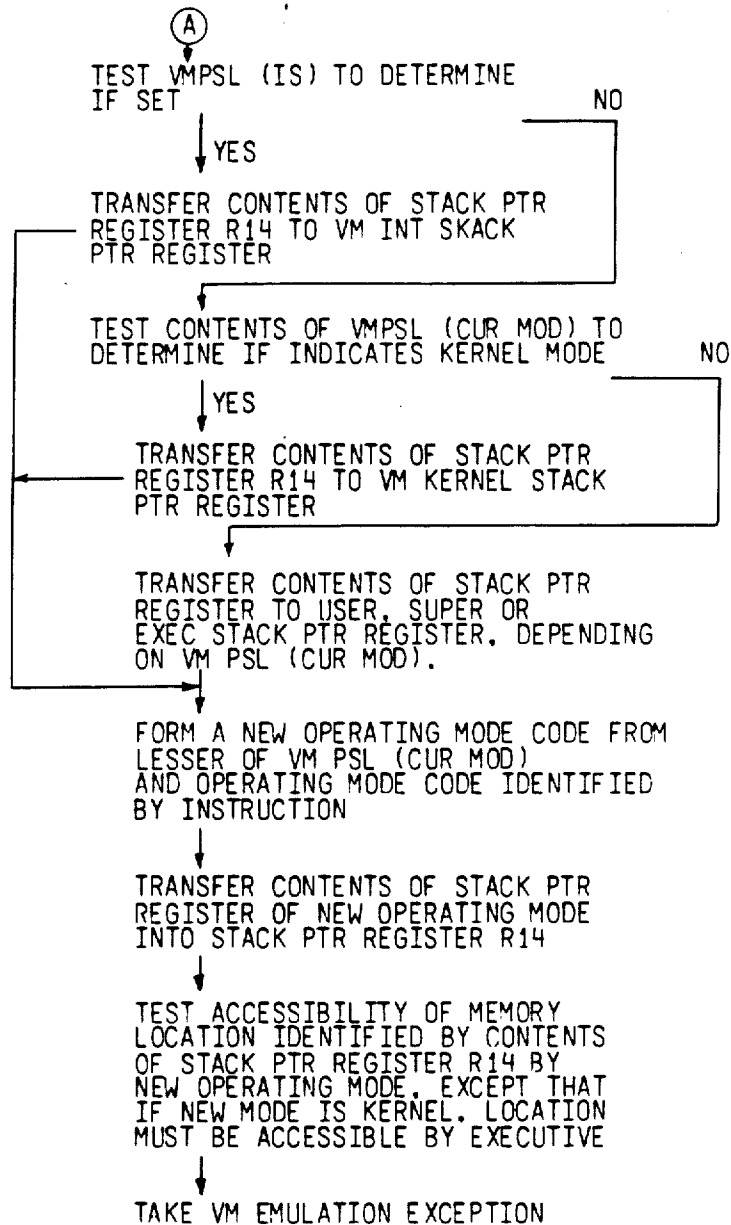 A
TEST VMPSL (IS) TO DETERMINE
IF SET
NO
YES
TRANSFER CONTENTS OF STACK PTR
REGISTER R14 TO VM INT SKACK
PTR REGISTER
TEST CONTENTS OF VMPSL (CUR MOD) TO
DETERMINE IF INDICATES KERNEL MODE
NO
YES
TRANSFER CONTENTS OF STACK PTR
REGISTER R14 TO VM KERNEL STACK
PTR REGISTER
TRANSFER CONTENTS OF STACK PTR
REGISTER TO USER, SUPER OR
EXEC STACK PTR REGISTER, DEPENDING
ON VM PSL (CUR MOD).
FORM A NEW OPERATING MODE CODE FROM
LESSER OF VM PSL (CUR MOD)
AND OPERATING MODE CODE IDENTIFIED
BY INSTRUCTION
TRANSFER CONTENTS OF STACK PTR
REGISTER OF NEW OPERATING MODE
INTO STACK PTR REGISTER R14
TEST ACCESSIBILITY OF MEMORY
LOCATION IDENTIFIED BY CONTENTS
OF STACK PTR REGISTER R14 BY
NEW OPERATING MODE, EXCEPT THAT
IF NEW MODE IS KERNEL, LOCATION
MUST BE ACCESSIBLE BY EXECUTIVE
TAKE VM EMULATION EXCEPTION